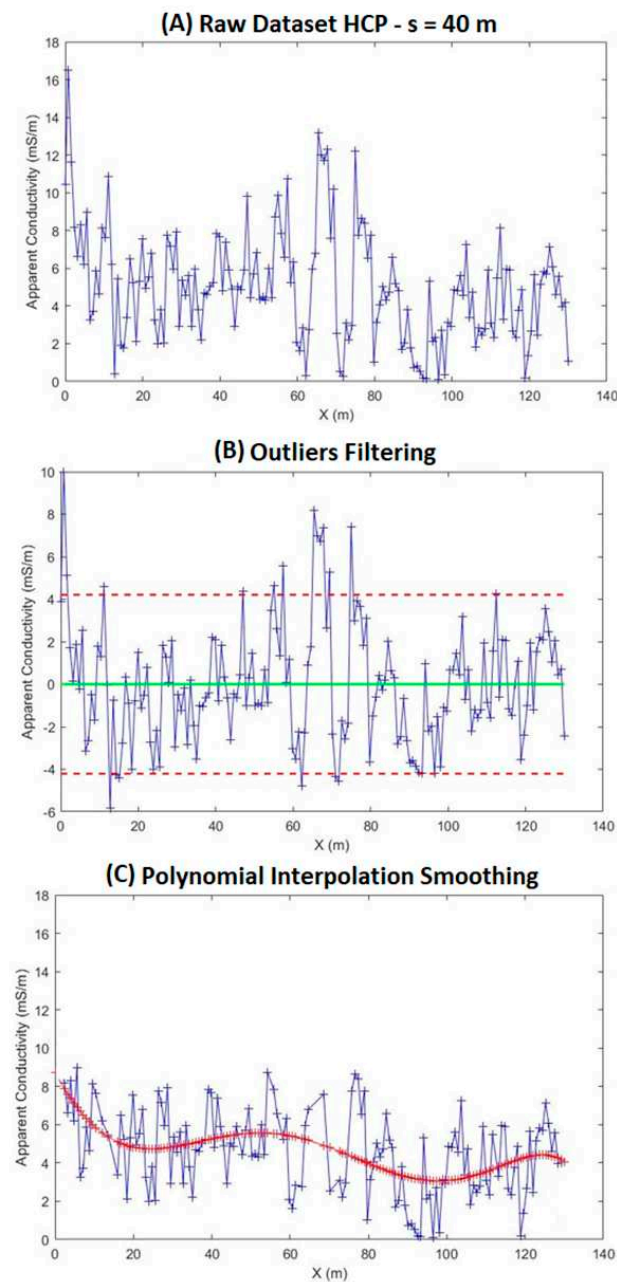 (A) Raw Dataset HCP - s = 40 m
18
16
14
12
10
8
6
4
2
0
Apparent Conductivity (mS/m)
0 20 40 60 80 100 120 140
X (m)
(B) Outliers Filtering
10
8
6
4
2
0
-2
-4
-6
Apparent Conductivity (mS/m)
0 20 40 60 80 100 120 140
X (m)
(C) Polynomial Interpolation Smoothing
18
16
14
12
10
8
6
4
2
0
Apparent Conductivity (mS/m)
0 20 40 60 80 100 120 140
X (m)